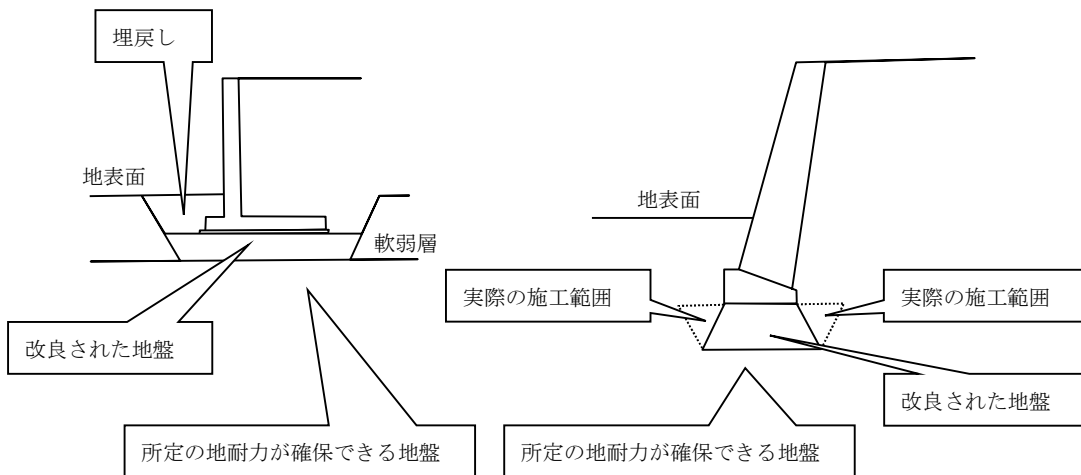 埋戻し
地表面
軟弱層
改良された地盤
所定の地耐力が確保できる地盤
地表面
実際の施工範囲
実際の施工範囲
改良された地盤
所定の地耐力が確保できる地盤